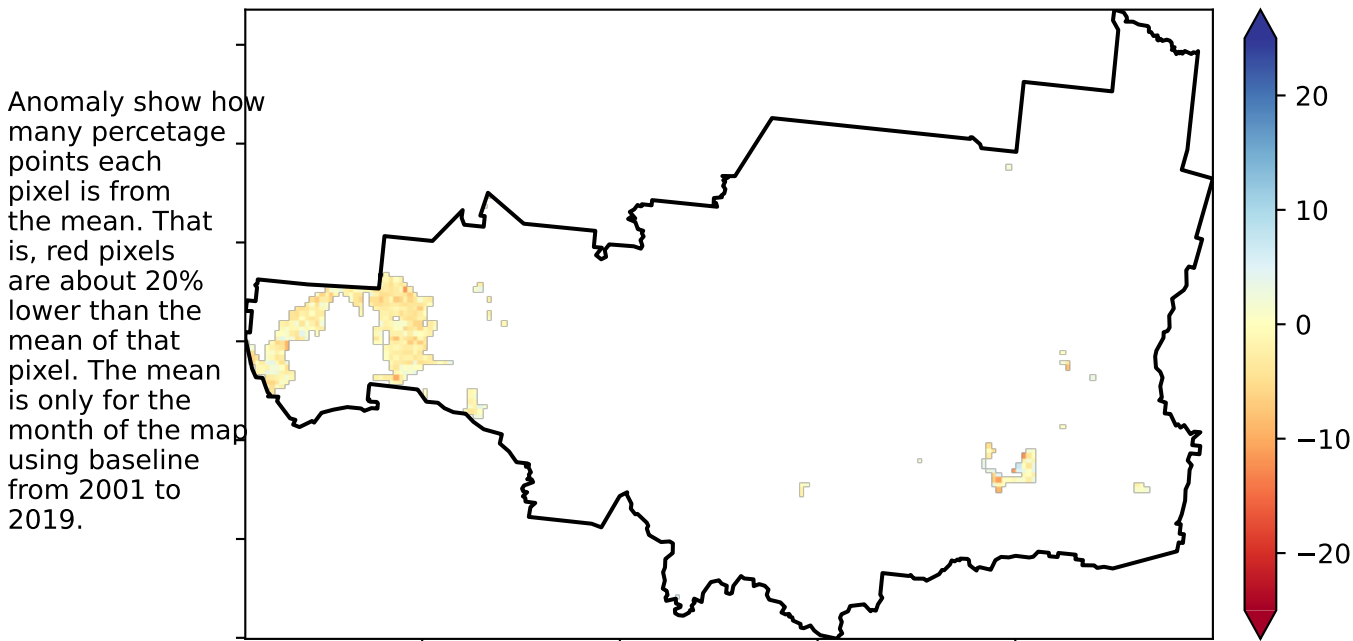 Anomaly show how
many percetage
points each
pixel is from
the mean. That
is, red pixels
are about 20%
lower than the
mean of that
pixel. The mean
is only for the
month of the map
using baseline
from 2001 to
2019.
20
10
0
−10
−20